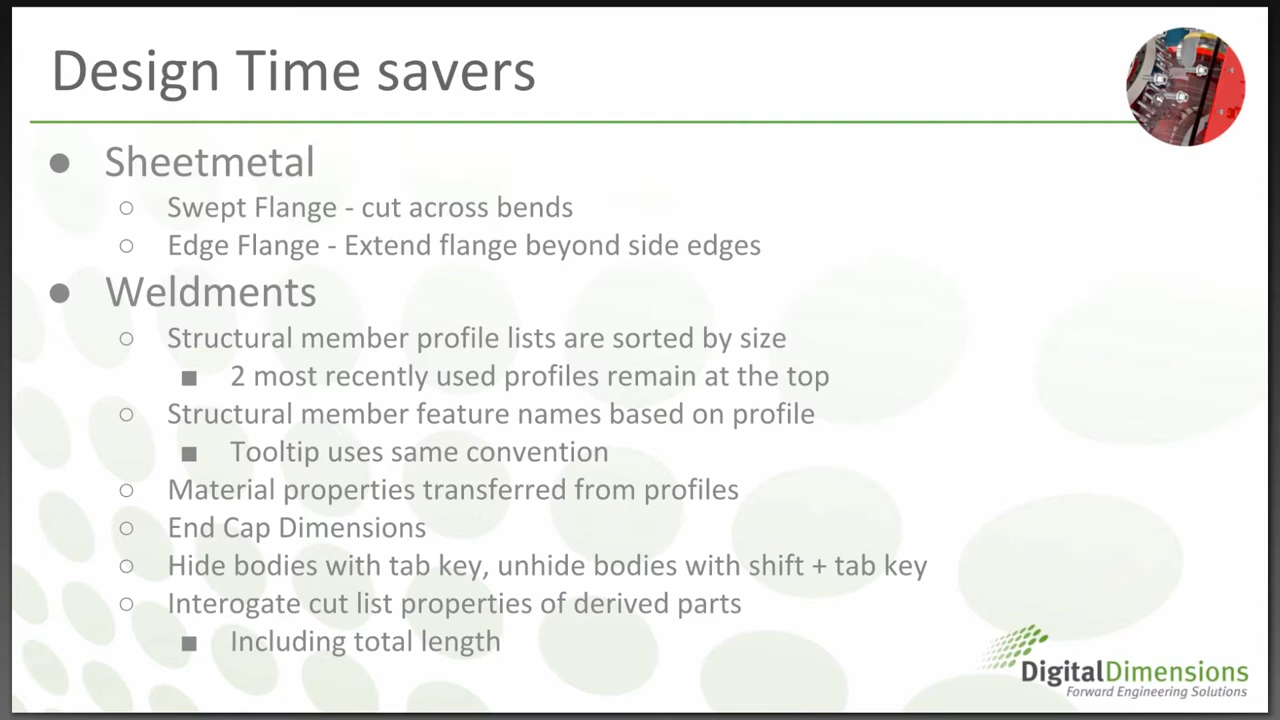 Design Time savers
● Sheetmetal
○ Swept Flange - cut across bends
○ Edge Flange - Extend flange beyond side edges
● Weldments
○ Structural member profile lists are sorted by size
■ 2 most recently used profiles remain at the top
○ Structural member feature names based on profile
■ Tooltip uses same convention
○ Material properties transferred from profiles
○ End Cap Dimensions
○ Hide bodies with tab key, unhide bodies with shift + tab key
○ Interogate cut list properties of derived parts
■ Including total length
DigitalDimensions
Forward Engineering Solutions